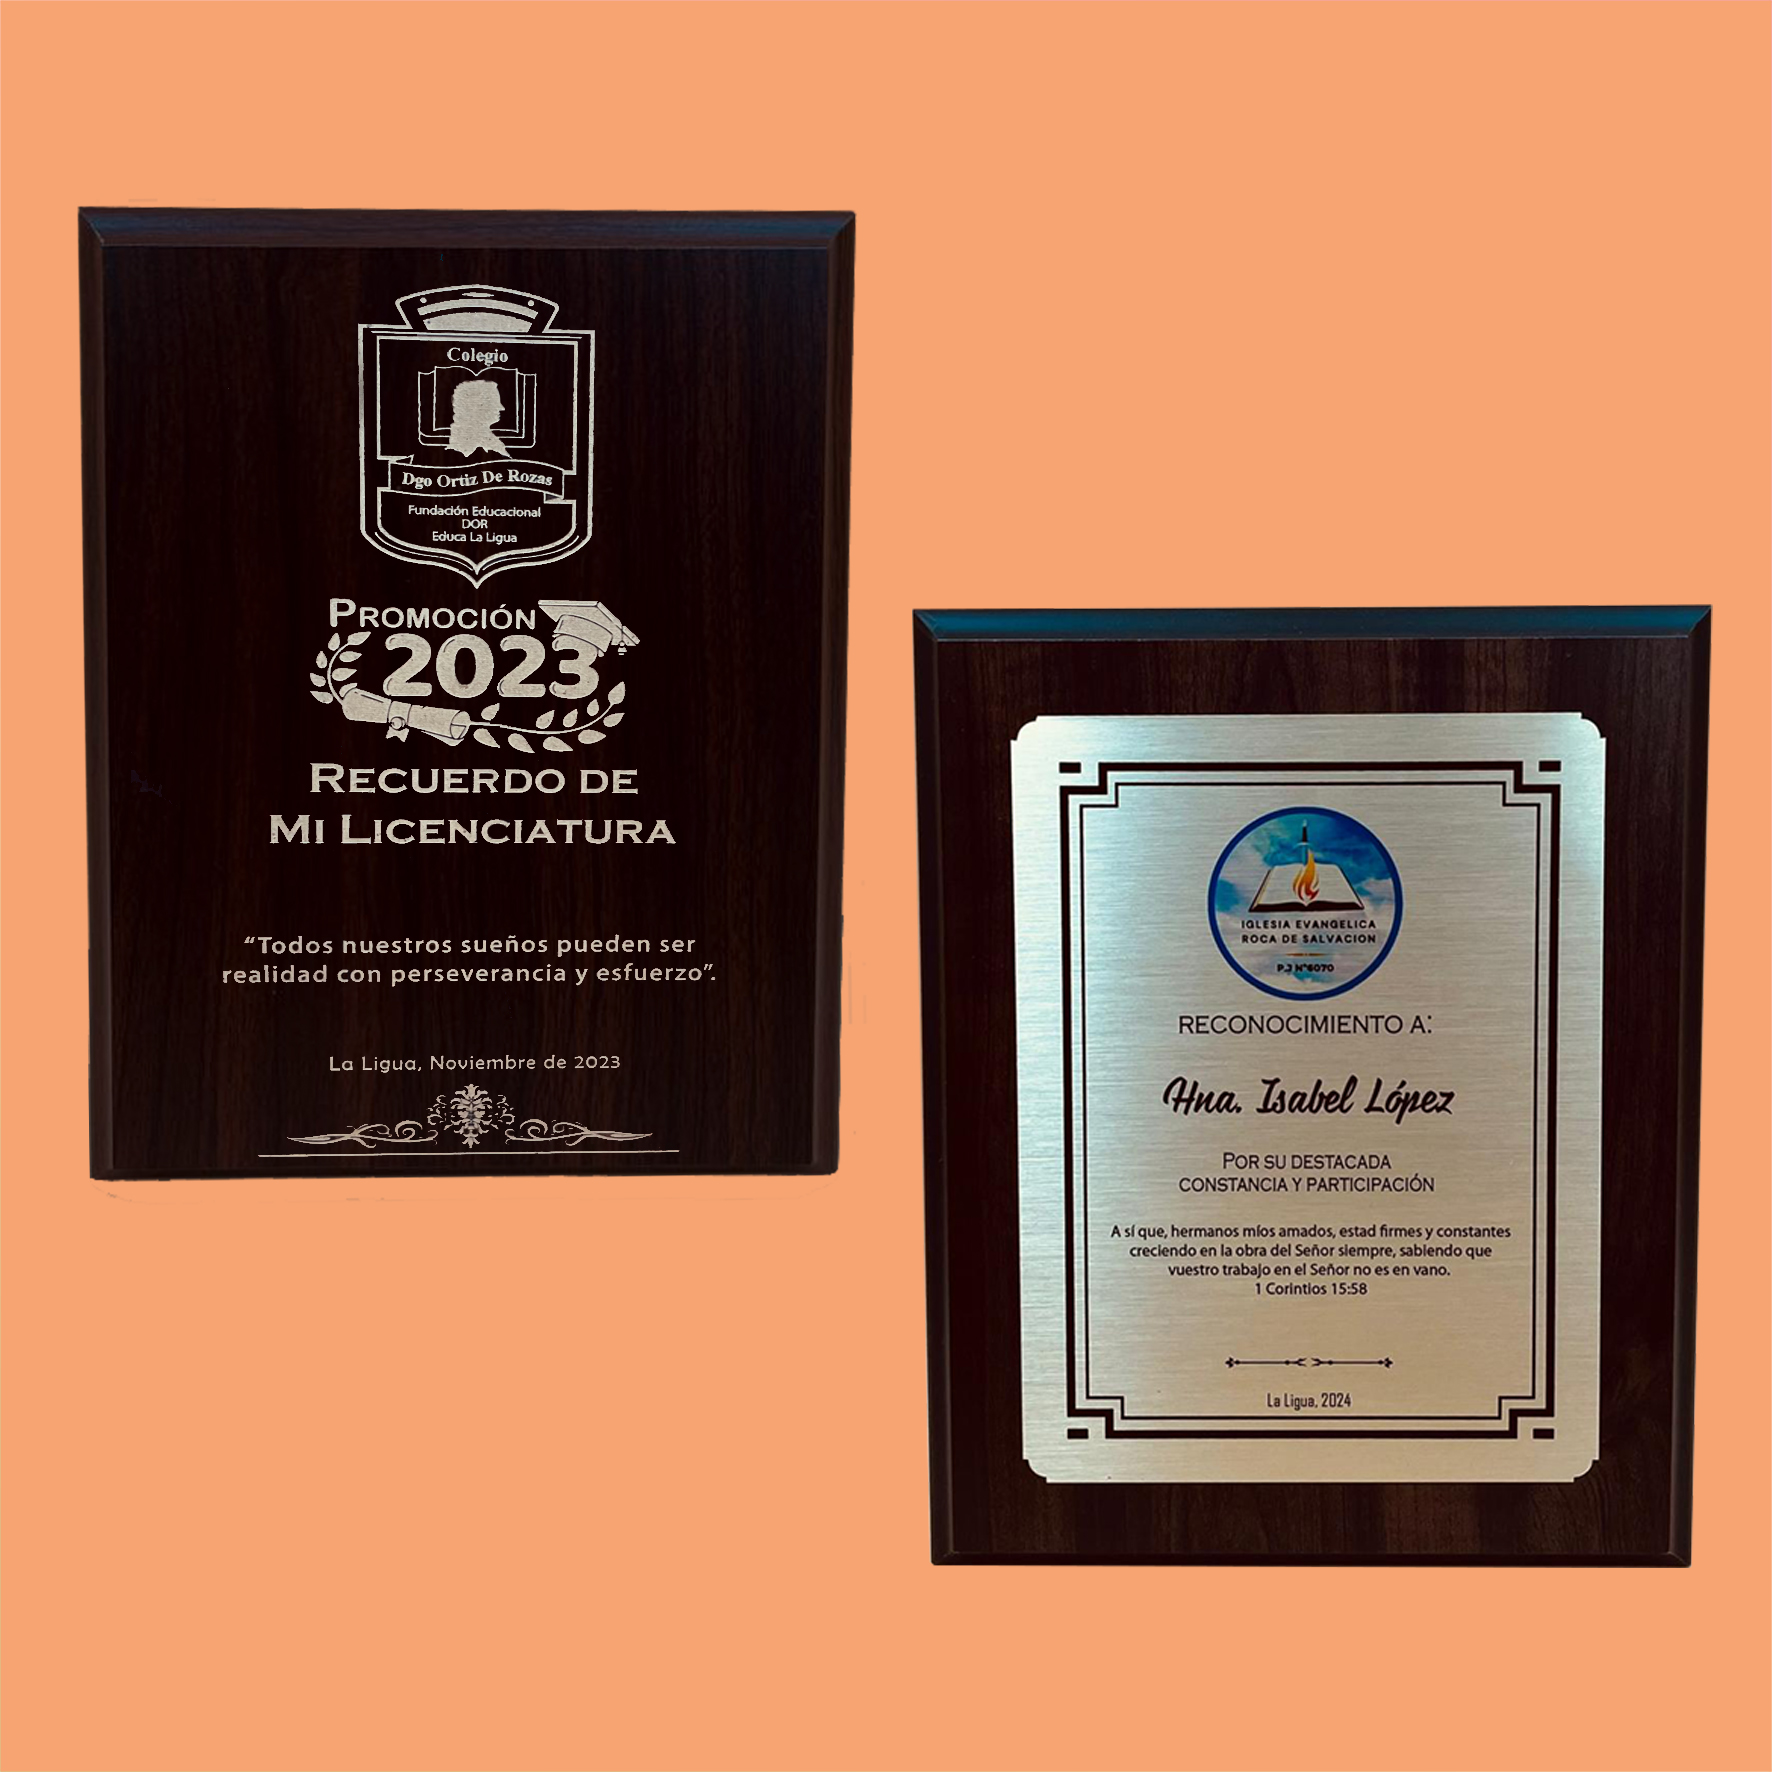 Colegio
Dgo Ortiz De Rozas
Fundación Educacional
DOR
Educa La Ligua
PROMOCIÓN
2023
RECUERDO DE
MI LICENCIATURA
“Todos nuestros sueños pueden ser
realidad con perseverancia y esfuerzo”.
La Ligua, Noviembre de 2023
IGLESIA EVANGELICA
ROCA DE SALVACION
P.J N°6070
RECONOCIMIENTO A:
Hna. Isabel López
POR SU DESTACADA
CONSTANCIA Y PARTICIPACIÓN
A sí que, hermanos míos amados, estad firmes y constantes
creciendo en la obra del Señor siempre, sabiendo que
vuestro trabajo en el Señor no es en vano.
1 Corintios 15:58
La Ligua, 2024